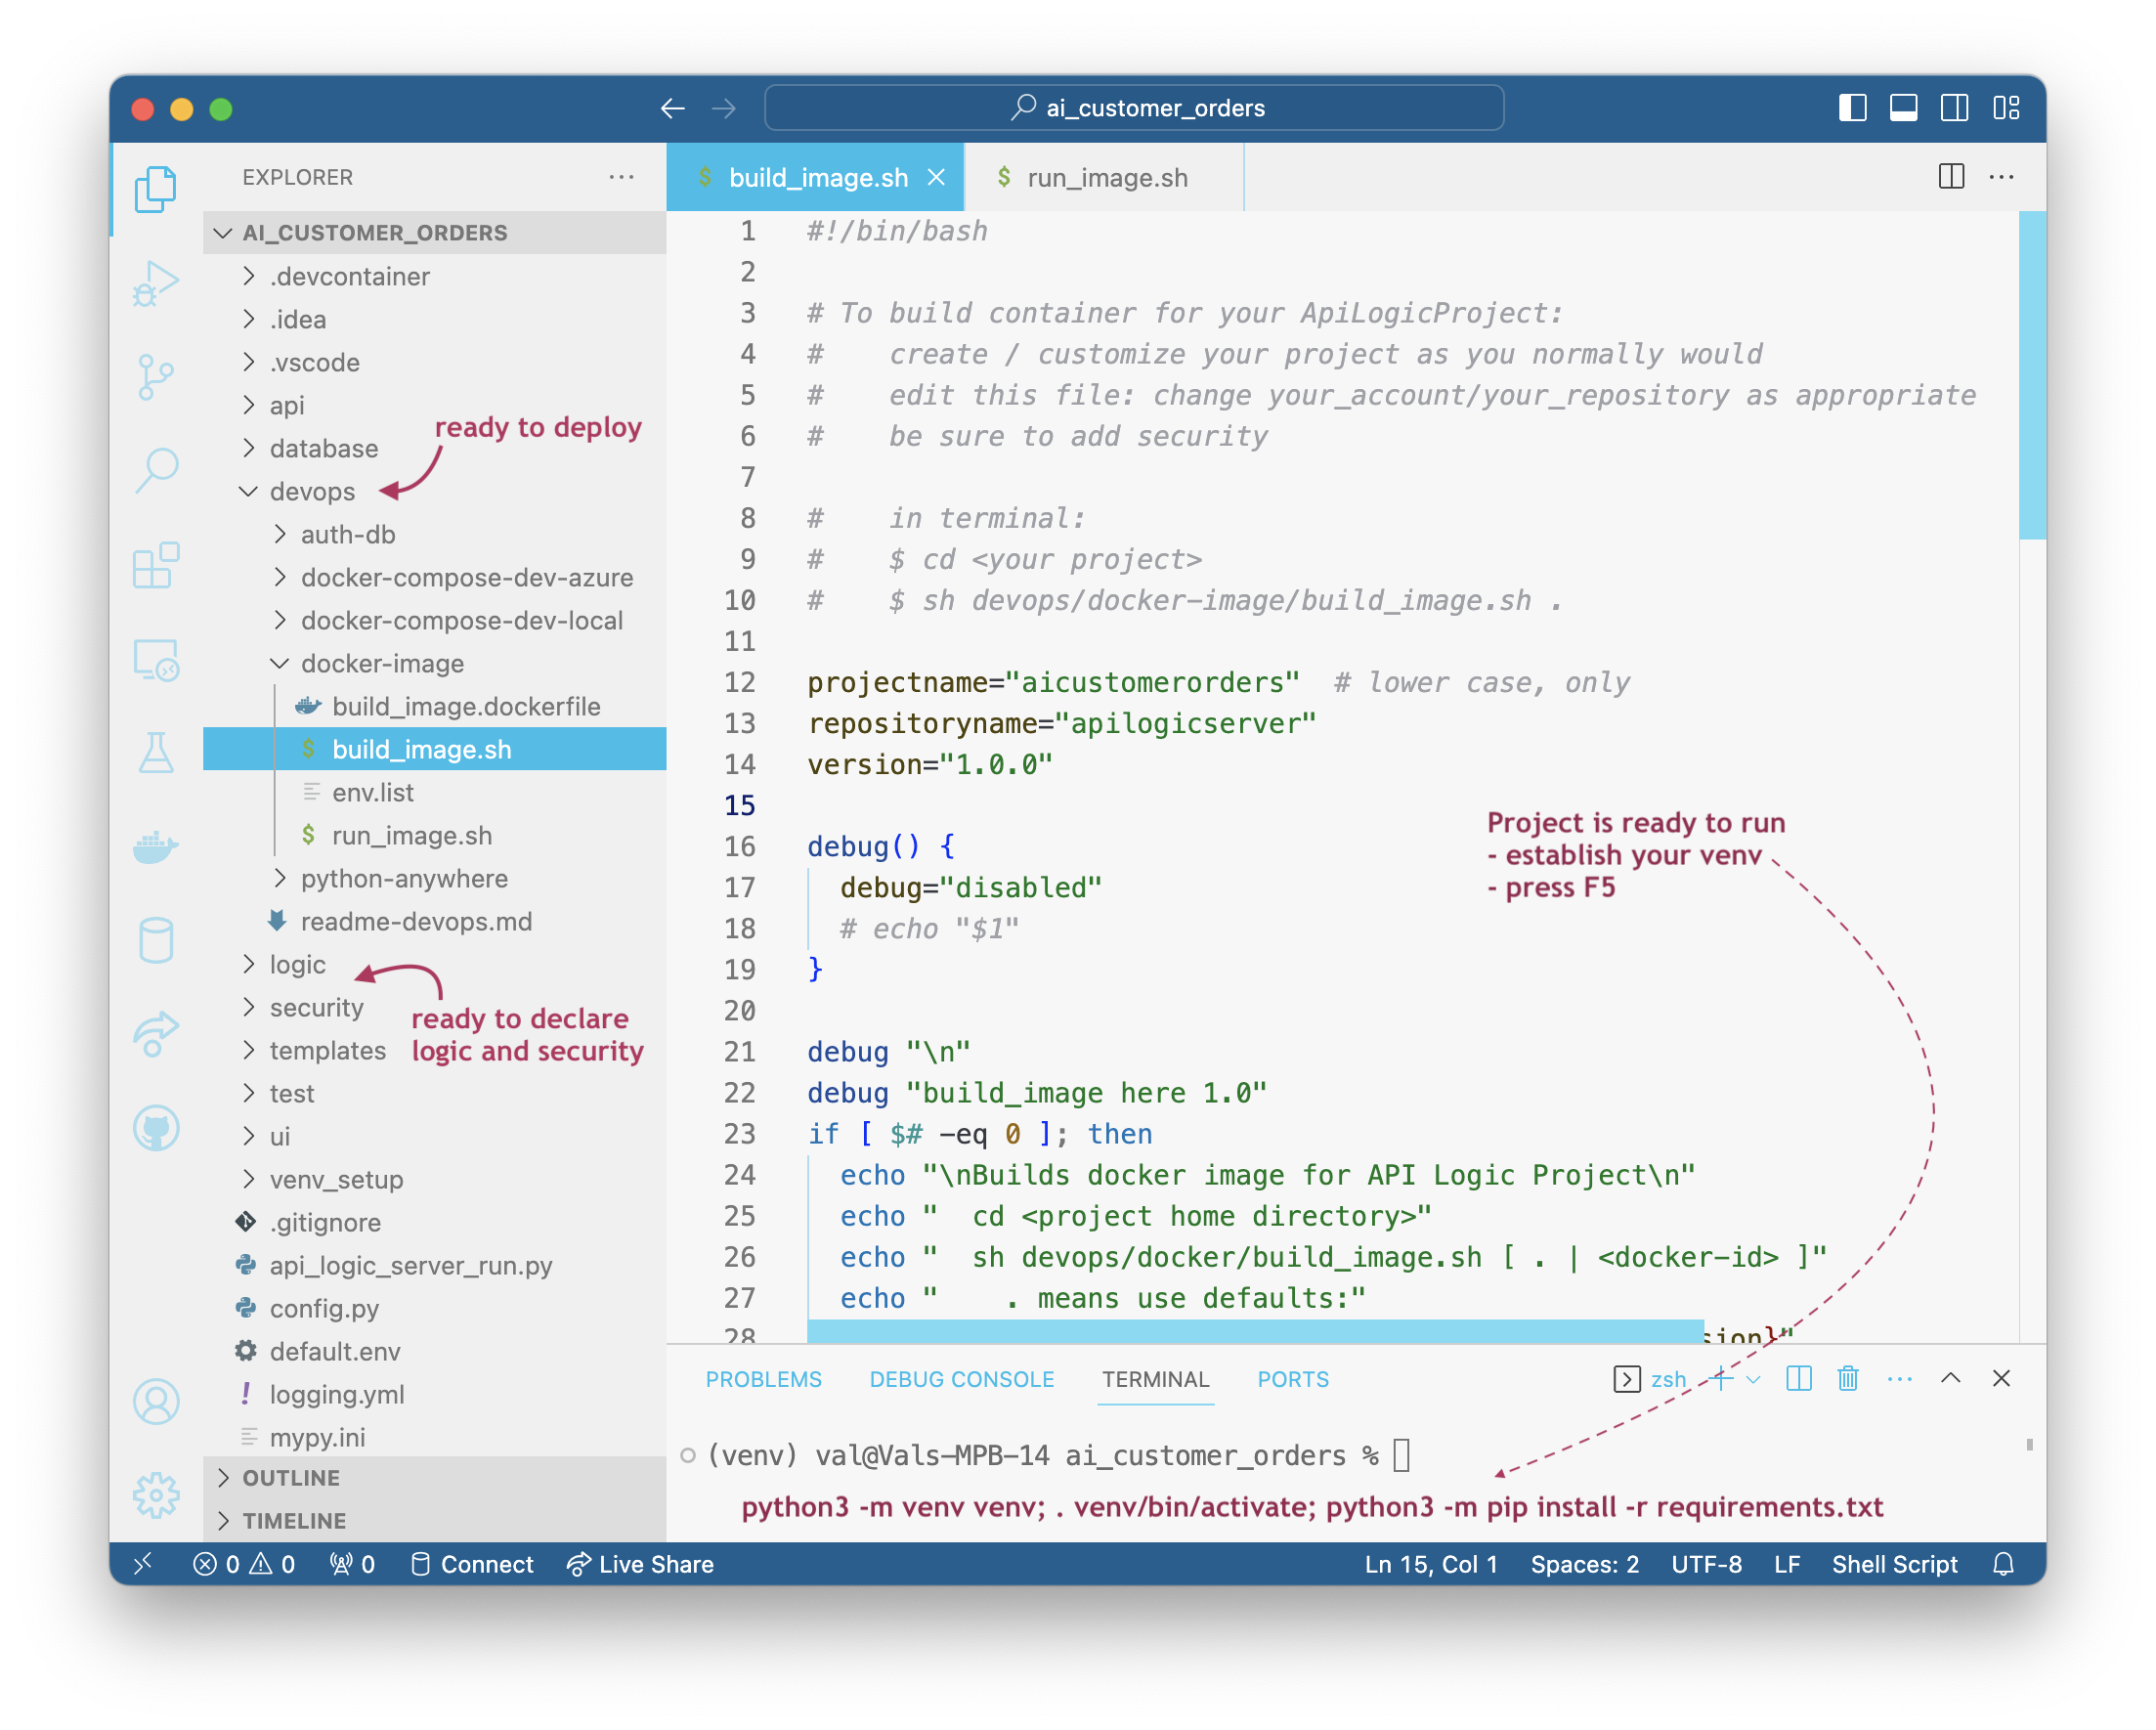 ai_customer_orders
EXPLORER
build_image.sh
run_image.sh
AI_CUSTOMER_ORDERS
.devcontainer
.idea
.vscode
api
database
ready to deploy
devops
auth-db
docker-compose-dev-azure
docker-compose-dev-local
docker-image
build_image.dockerfile
$ build_image.sh
env.list
$ run_image.sh
python-anywhere
readme-devops.md
logic
security
ready to declare
logic and security
templates
test
ui
venv_setup
.gitignore
api_logic_server_run.py
config.py
default.env
! logging.yml
mypy.ini
OUTLINE
TIMELINE
1 #!/bin/bash
2
3 # To build container for your ApiLogicProject:
4 #    create / customize your project as you normally would
5 #    edit this file: change your_account/your_repository as appropriate
6 #    be sure to add security
7
8 #    in terminal:
9 #    $ cd <your project>
10 #    $ sh devops/docker-image/build_image.sh .
11
12 projectname="aicustomerorders"  # lower case, only
13 repositoryname="apilogicserver"
14 version="1.0.0"
15
16 debug() {
17   debug="disabled"
18   # echo "$1"
19 }
20
21 debug "\n"
22 debug "build_image here 1.0"
23 if [ $# -eq 0 ]; then
24   echo "\nBuilds docker image for API Logic Project\n"
25   echo "  cd <project home directory>"
26   echo "  sh devops/docker/build_image.sh [ . | <docker-id> ]"
27   echo "    . means use defaults:"
28 sion}"
Project is ready to run
- establish your venv
- press F5
PROBLEMS DEBUG CONSOLE TERMINAL PORTS
zsh
(venv) val@Vals-MPB-14 ai_customer_orders %
python3 -m venv venv; . venv/bin/activate; python3 -m pip install -r requirements.txt
0 0 0 Connect Live Share
Ln 15, Col 1 Spaces: 2 UTF-8 LF Shell Script